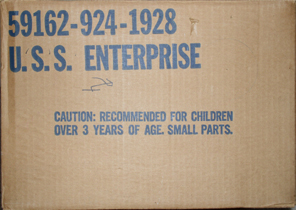 59162-924-1928
U.S.S. ENTERPRISE
CAUTION: RECOMMENDED FOR CHILDREN
OVER 3 YEARS OF AGE. SMALL PARTS.